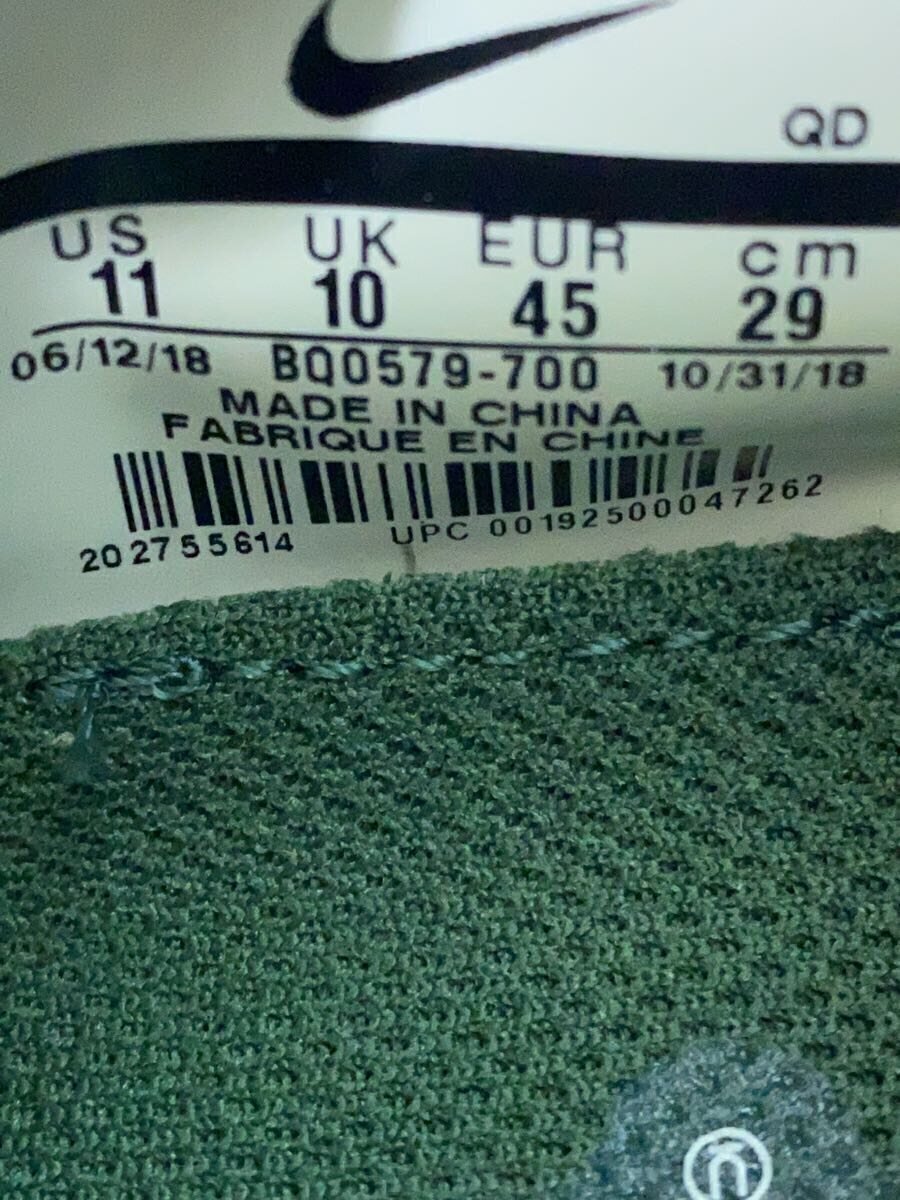 QD
US UK EUR cm
11 10 45 29
06/12/18 BQ0579-700 10/31/18
MADE IN CHINA
FABRIQUE EN CHINE
202755614 UPC 00192500047262